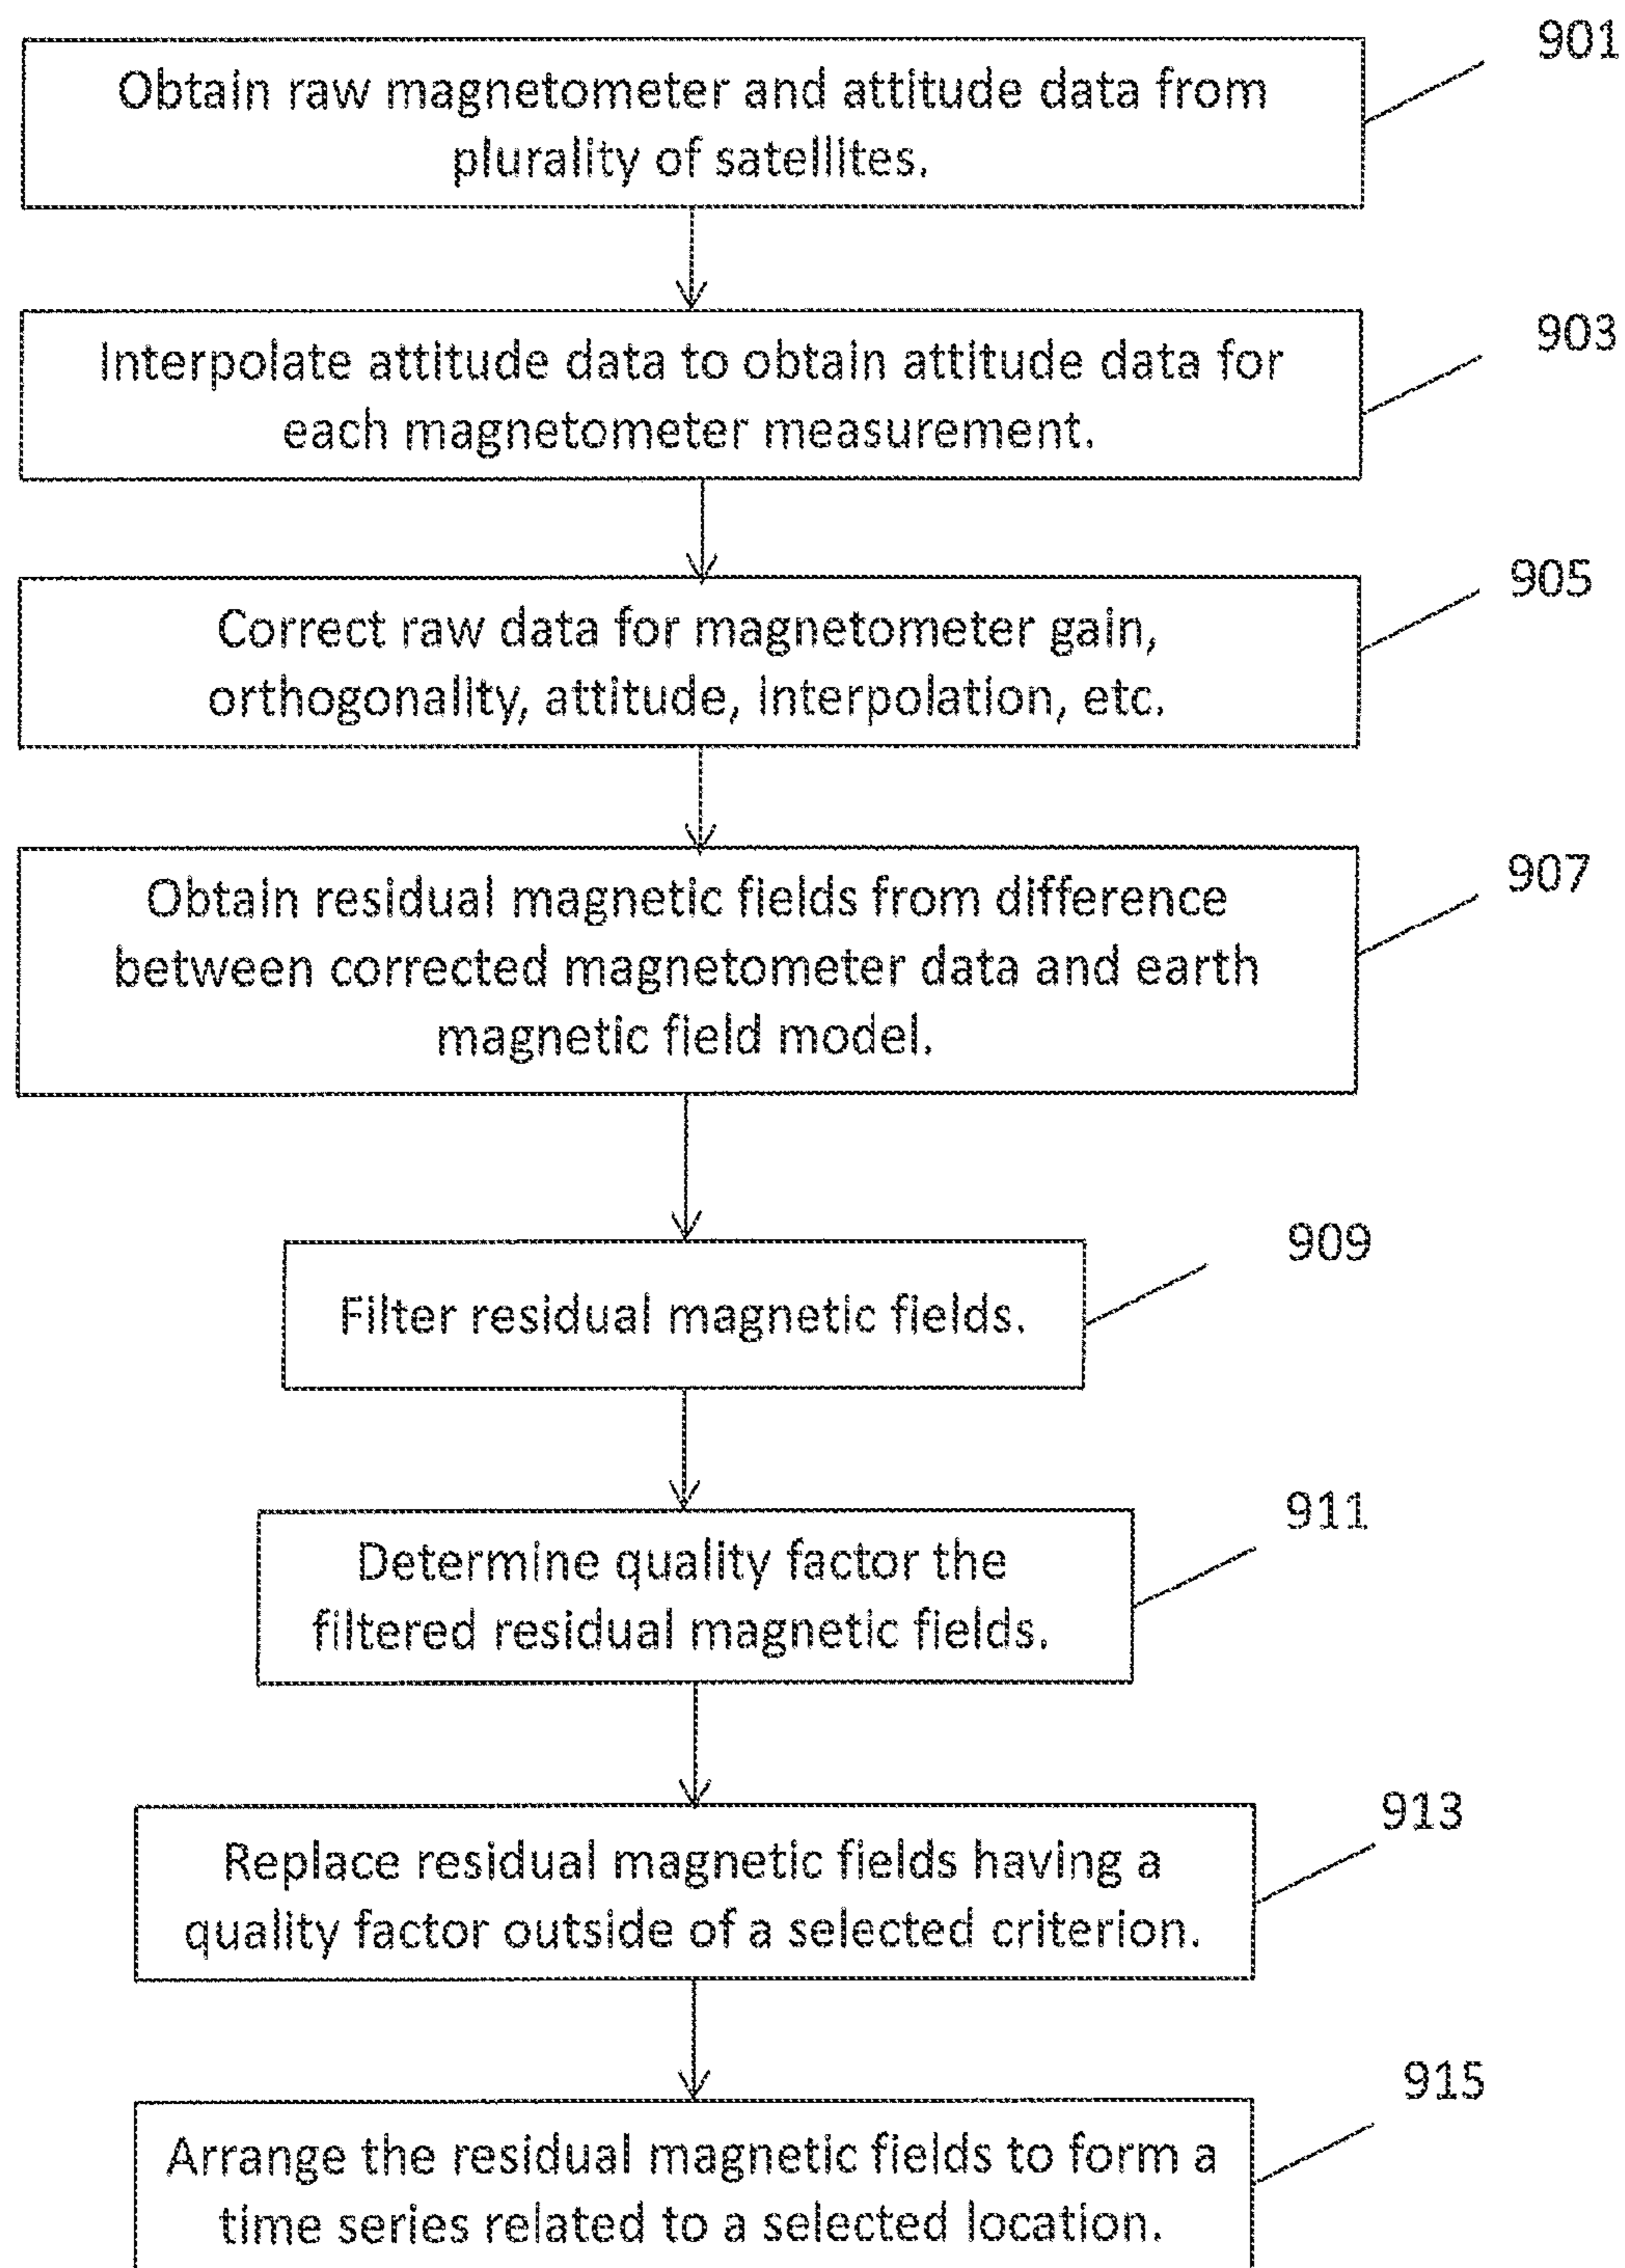 901
Obtain raw magnetometer and attitude data from
plurality of satellites.
903
Interpolate attitude data to obtain attitude data for
each magnetometer measurement.
905
Correct raw data for magnetometer gain,
orthogonality, attitude, interpolation, etc.
907
Obtain residual magnetic fields from difference
between corrected magnetometer data and earth
magnetic field model.
909
Filter residual magnetic fields.
911
Determine quality factor the
filtered residual magnetic fields.
913
Replace residual magnetic fields having a
quality factor outside of a selected criterion.
915
Arrange the residual magnetic fields to form a
time series related to a selected location.